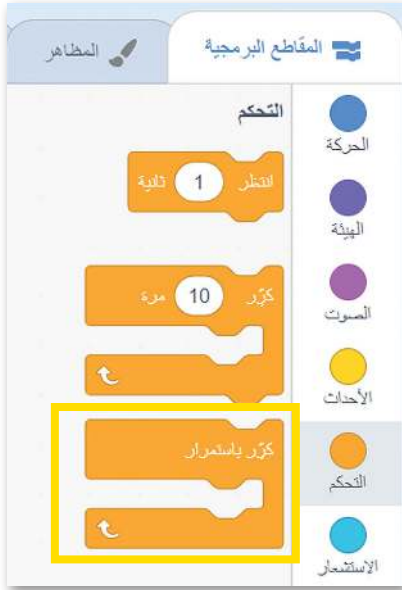 المقاطع البرمجية
المظاهر
الحركة
الهيئة
الصوت
الأحداث
التحكم
الاستشعار
التحكم
انتظر 1 ثانية
كرّر 10 مرة
كرّر باستمرار